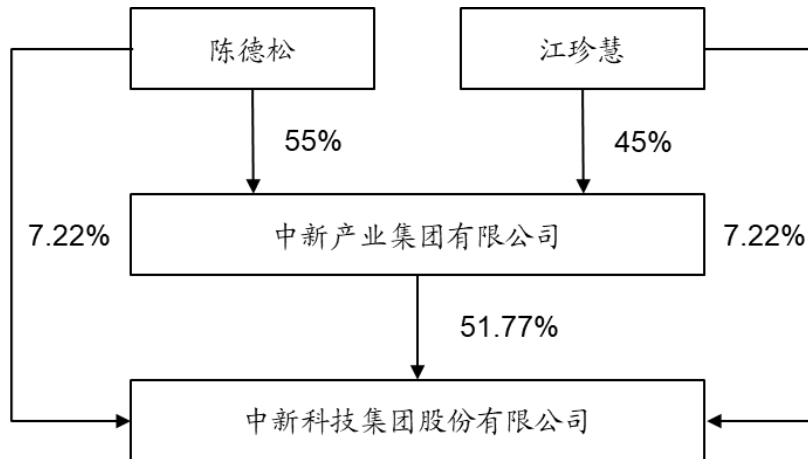 陈德松
江珍慧
55%
45%
中新产业集团有限公司
7.22%
7.22%
51.77%
中新科技集团股份有限公司